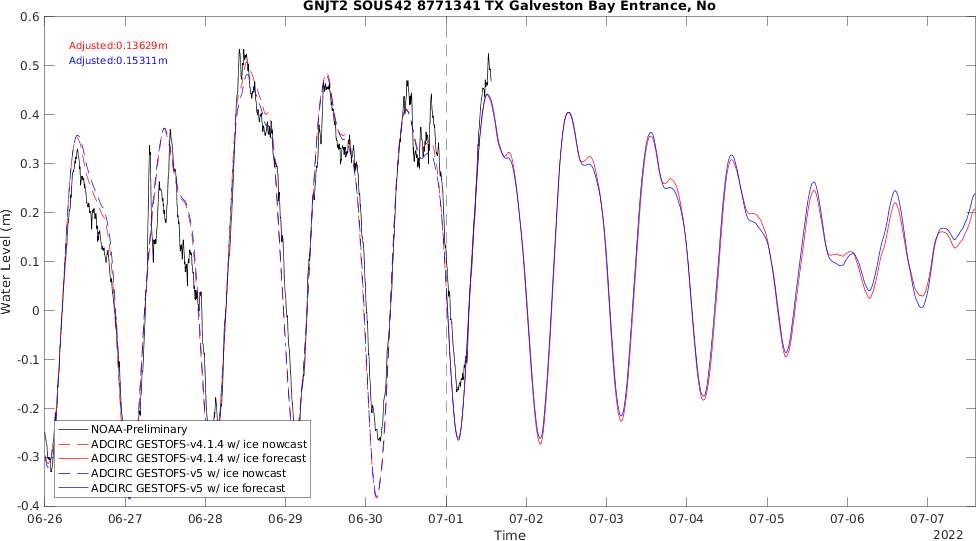 GNJT2 SOUS42 8771341 TX Galveston Bay Entrance, No
Adjusted:0.13629m
Adjusted:0.15311m
Water Level (m)
0.6
0.5
0.4
0.3
0.2
0.1
0
-0.1
-0.2
-0.3
-0.4
NOAA-Preliminary
ADCIRC GESTOFS-v4.1.4 w/ ice nowcast
ADCIRC GESTOFS-v4.1.4 w/ ice forecast
ADCIRC GESTOFS-v5 w/ ice nowcast
ADCIRC GESTOFS-v5 w/ ice forecast
06-26 06-27 06-28 06-29 06-30 07-01 07-02 07-03 07-04 07-05 07-06 07-07
Time
2022